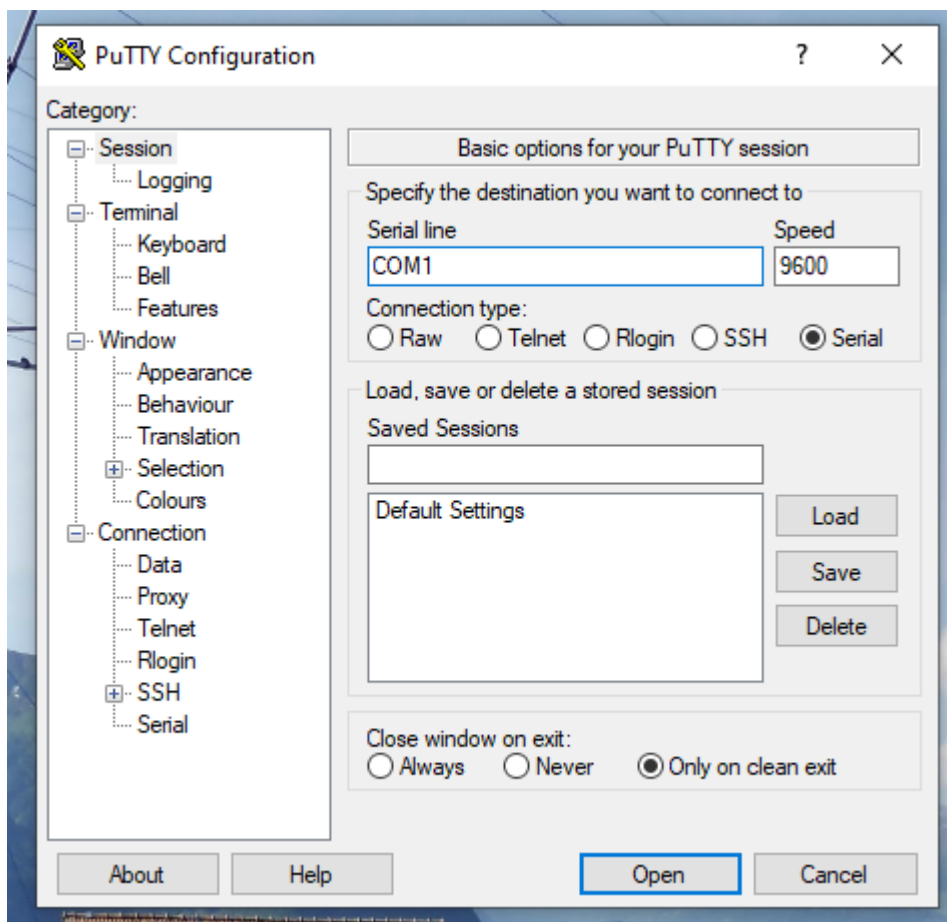 PuTTY Configuration ? ×
Category:
Session
Logging
Terminal
Keyboard
Bell
Features
Window
Appearance
Behaviour
Translation
Selection
Colours
Connection
Data
Proxy
Telnet
Rlogin
SSH
Serial
Basic options for your PuTTY session
Specify the destination you want to connect to
Serial line Speed
COM1 9600
Connection type:
Raw Telnet Rlogin SSH Serial
Load, save or delete a stored session
Saved Sessions
Default Settings
Load
Save
Delete
Close window on exit:
Always Never Only on clean exit
About Help Open Cancel